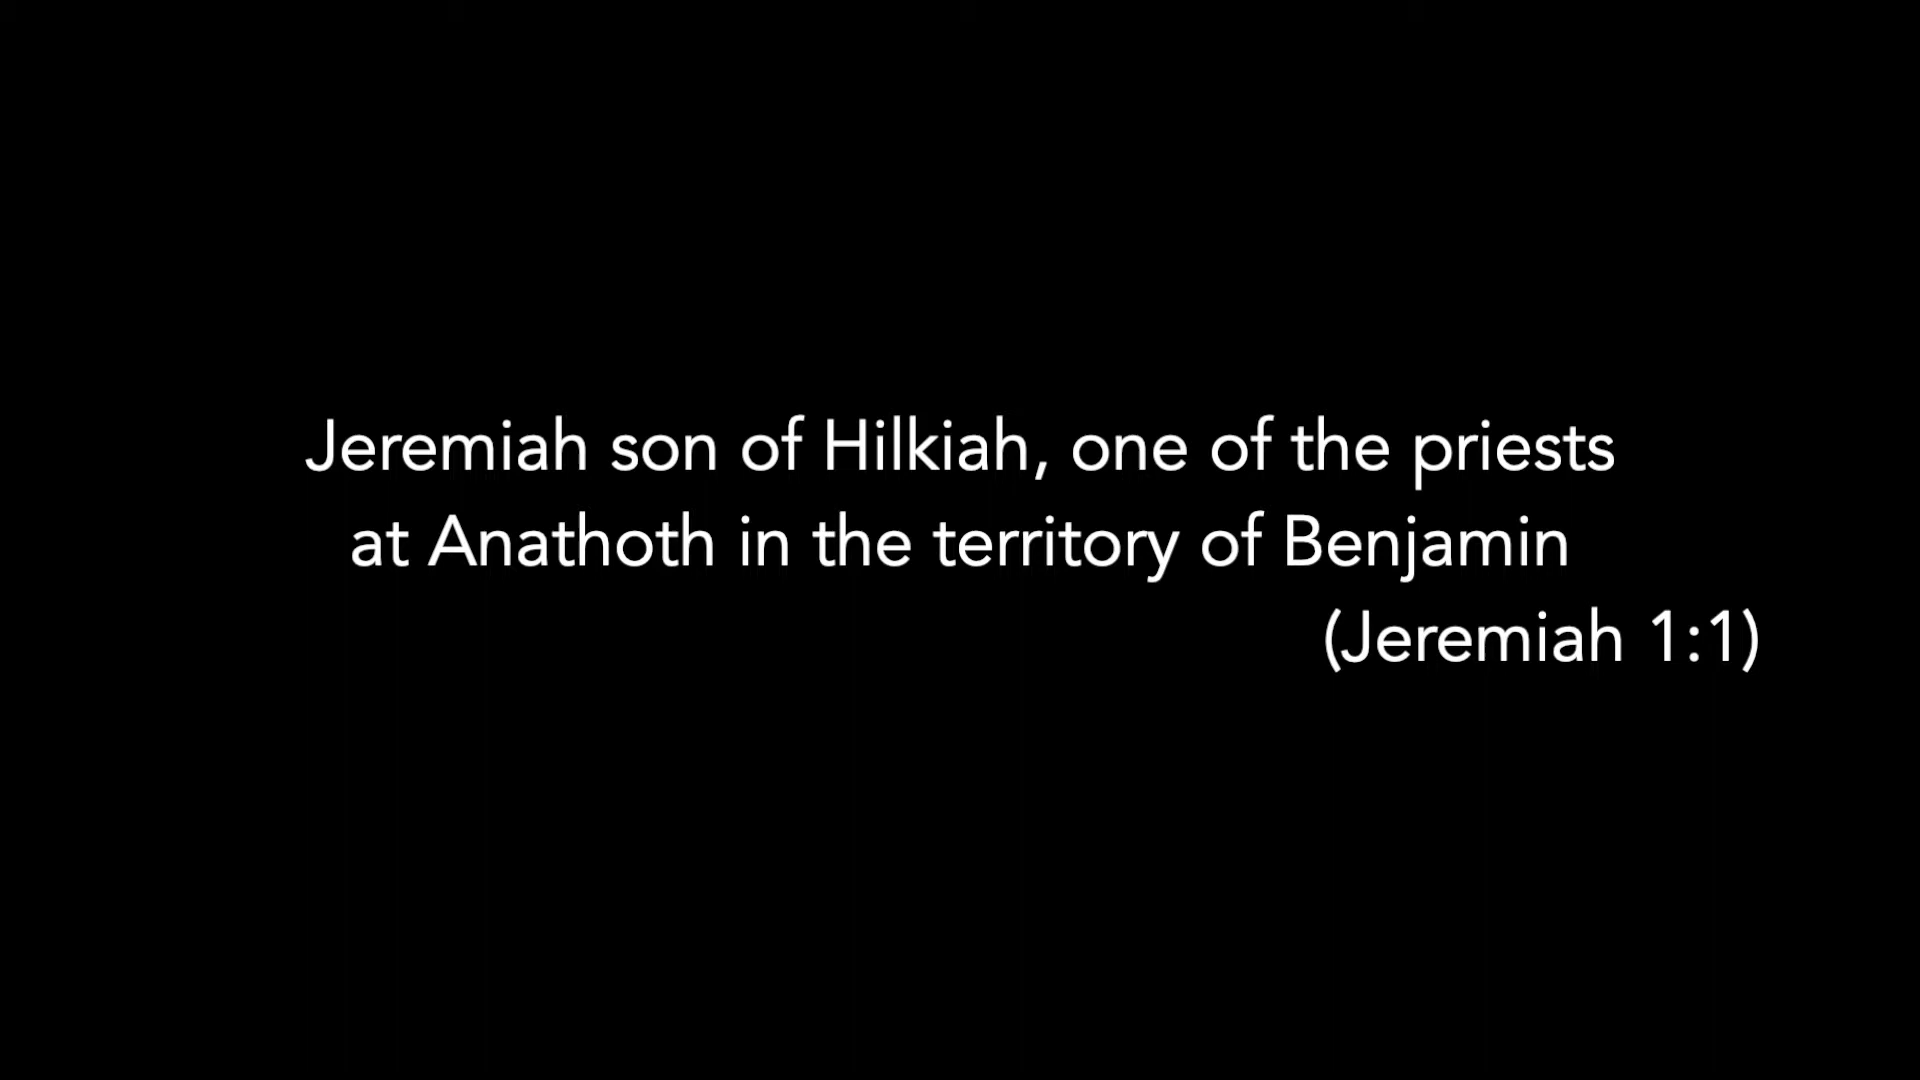 Jeremiah son of Hilkiah, one of the priests
at Anathoth in the territory of Benjamin
(Jeremiah 1:1)